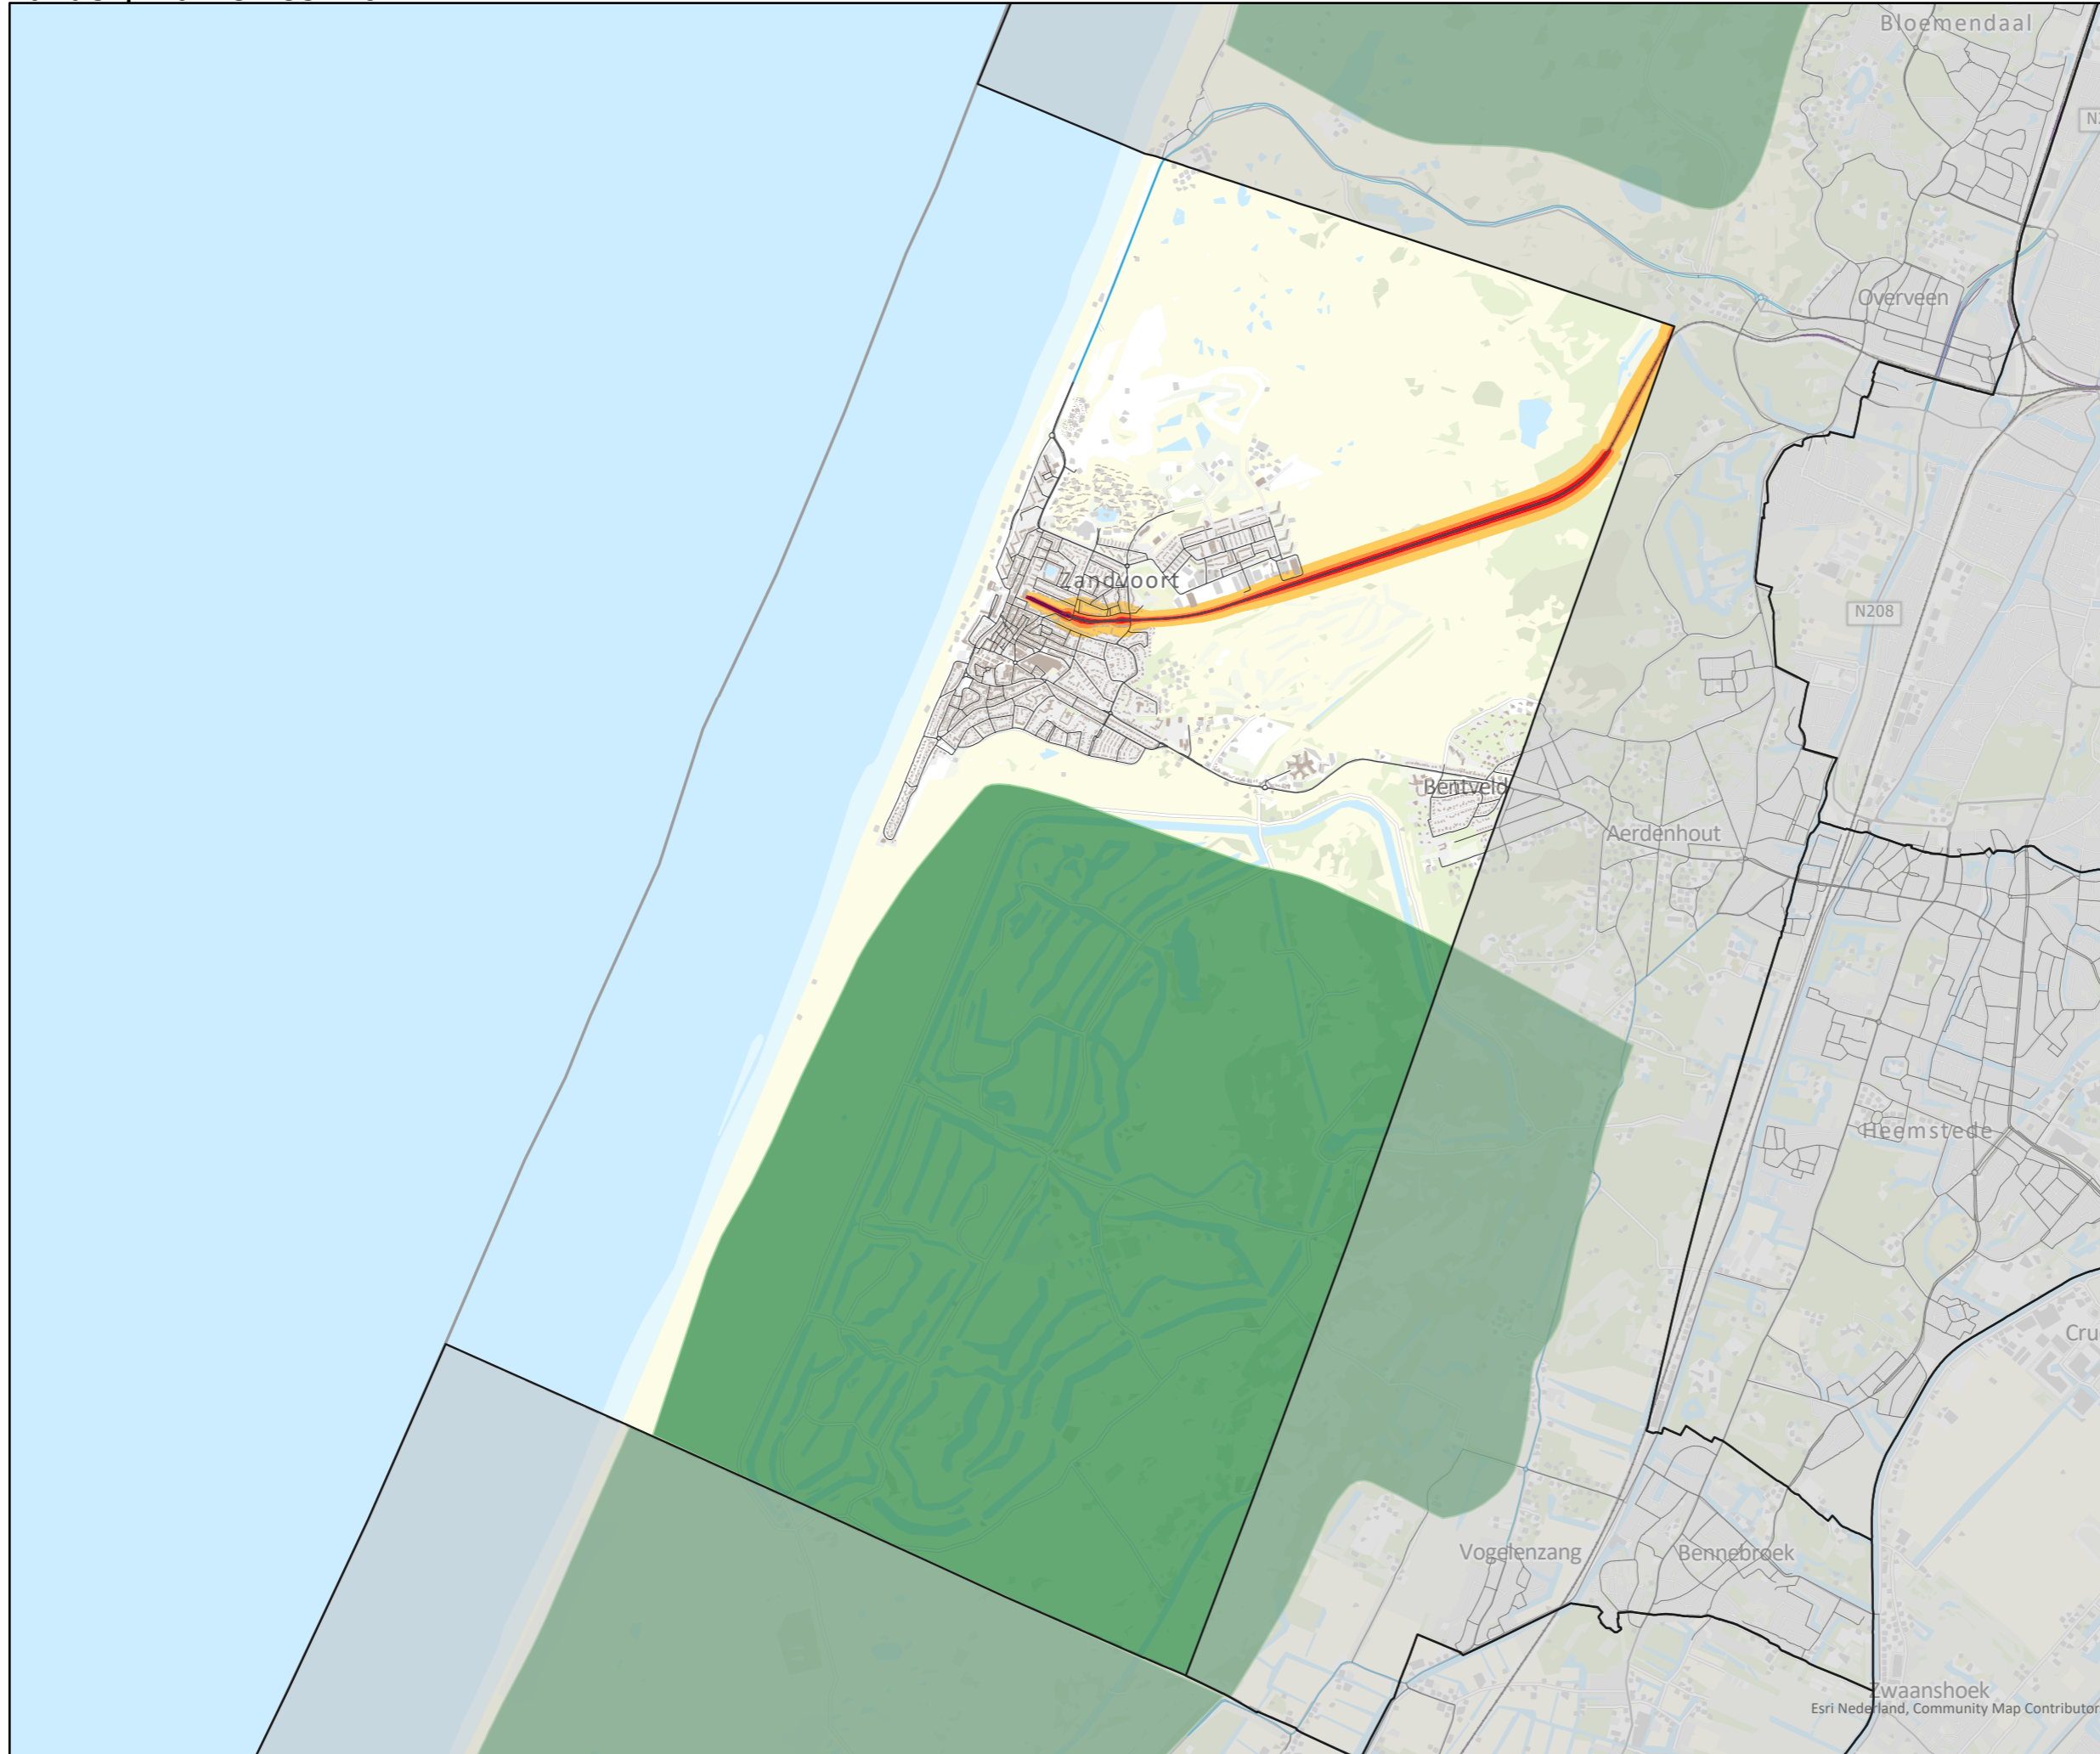 Bloemendaal
Overveen
Zandvoort
N208
Bentveld
Aerdenhout
Heemstede
Vogelenzang
Bennebroek
Zwaanshoek
Esri Nederland, Community Map Contributor